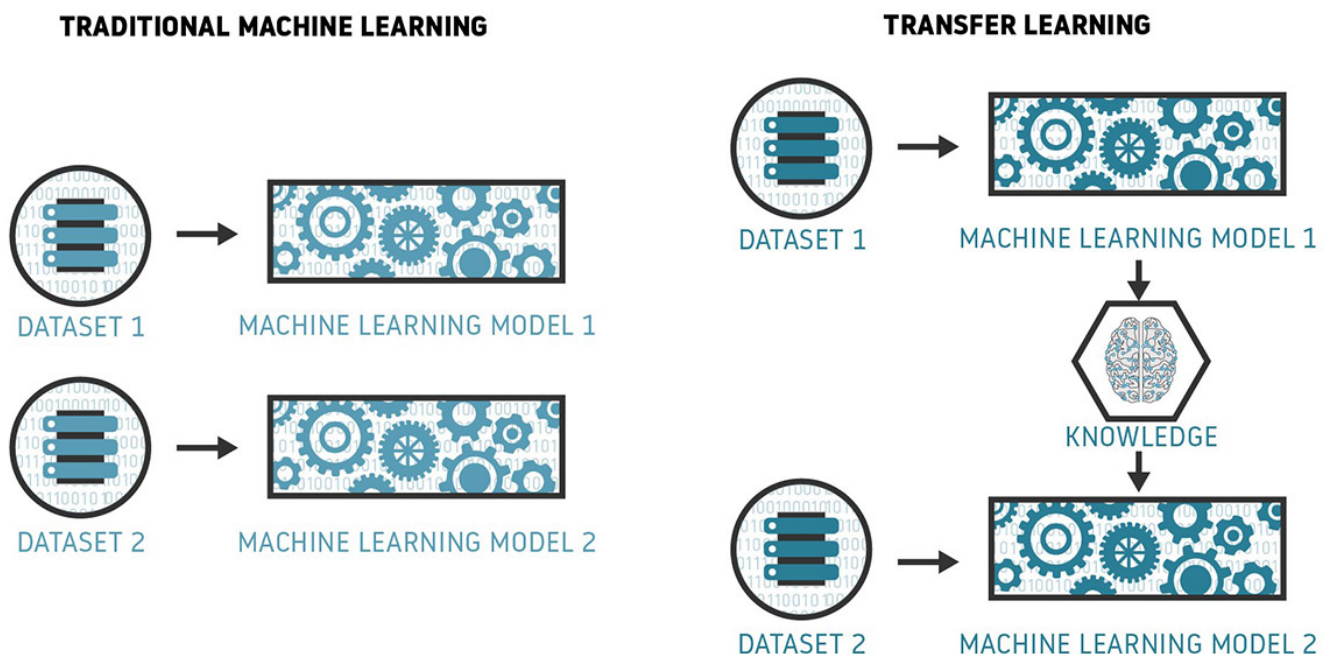 TRADITIONAL MACHINE LEARNING
DATASET 1
MACHINE LEARNING MODEL 1
DATASET 2
MACHINE LEARNING MODEL 2
TRANSFER LEARNING
DATASET 1
MACHINE LEARNING MODEL 1
KNOWLEDGE
DATASET 2
MACHINE LEARNING MODEL 2